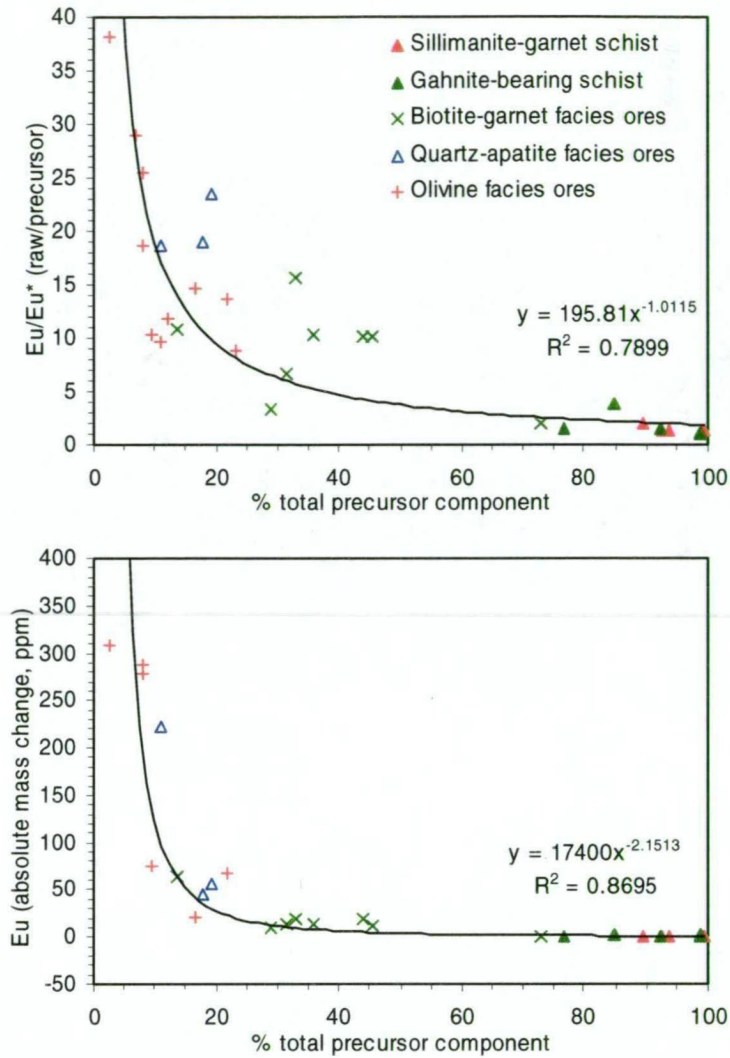 40
35
30
25
20
15
10
5
0
Eu/Eu* (raw/precursor)
Sillimanite-garnet schist
Gahnite-bearing schist
Biotite-garnet facies ores
Quartz-apatite facies ores
Olivine facies ores
y = 195.81x^-1.0115
R² = 0.7899
0 20 40 60 80 100
% total precursor component
400
350
300
250
200
150
100
50
0
-50
Eu (absolute mass change, ppm)
y = 17400x^-2.1513
R² = 0.8695
0 20 40 60 80 100
% total precursor component